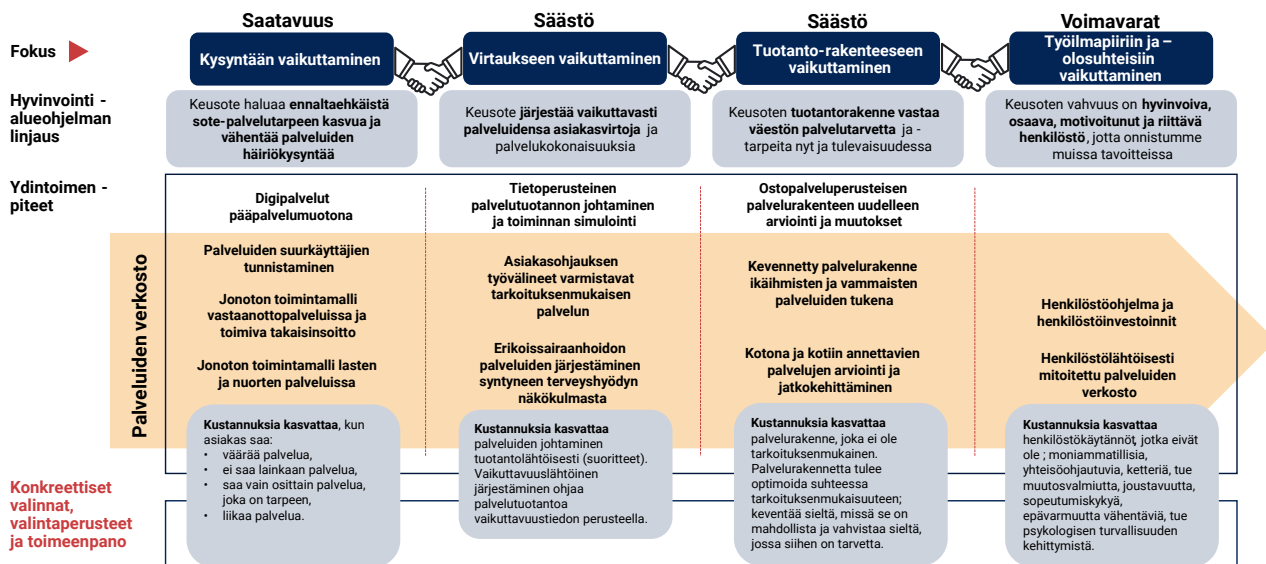 Saatavuus
Säästö
Säästö
Voimavarat
Fokus
Kysyntään vaikuttaminen
Virtaukseen vaikuttaminen
Tuotanto-rakenteeseen
vaikuttaminen
Työilmapiiriin ja –
olosuhteisiin
vaikuttaminen
Hyvinvointi -
alueohjelman
linjaus
Keusote haluaa ennaltaehkäistä
sote-palvelutarpeen kasvua ja
vähentää palveluiden
häiriökysyntää
Keusote järjestää vaikuttavasti
palveluidensa asiakasvirtoja ja
palvelukokonaisuuksia
Keusoten tuotantorakenne vastaa
väestön palvelutarvetta ja -
tarpeita nyt ja tulevaisuudessa
Keusoten vahvuus on hyvinvoiva,
osaava, motivoitunut ja riittävä
henkilöstö, jotta onnistumme
muissa tavoitteissa
Ydintoimen -
piteet
Palveluiden verkosto
Digipalvelut
pääpalvelumuotona
Palveluiden suurkäyttäjien
tunnistaminen
Jonoton toimintamalli
vastaanottopalveluissa ja
toimiva takaisinsoitto
Jonoton toimintamalli lasten
ja nuorten palveluissa
Tietoperusteinen
palvelutuotannon johtaminen
ja toiminnan simulointi
Asiakasohjauksen
työvälineet varmistavat
tarkoituksenmukaisen
palvelun
Erikoissairaanhoidon
palveluiden järjestäminen
syntyneen terveyshyödyn
näkökulmasta
Ostopalveluperusteisen
palvelurakenteen uudelleen
arviointi ja muutokset
Kevennetty palvelurakenne
ikäihmisten ja vammaisten
palveluiden tukena
Kotona ja kotiin annettavien
palvelujen arviointi ja
jatkokehittäminen
Henkilöstöohjelma ja
henkilöstöinvestoinnit
Henkilöstölähtöisesti
mitoitettu palveluiden
verkosto
Konkreettiset
valinnat,
valintaperusteet
ja toimeenpano
Kustannuksia kasvattaa, kun
asiakas saa:
• väärää palvelua,
• ei saa lainkaan palvelua,
• saa vain osittain palvelua,
joka on tarpeen,
• liikaa palvelua.
Kustannuksia kasvattaa
palveluiden johtaminen
tuotantolähtöisesti (suoritteet).
Vaikuttavuuslähtöinen
järjestäminen ohjaa
palvelutuotantoa
vaikuttavuustiedon perusteella.
Kustannuksia kasvattaa
palvelurakenne, joka ei ole
tarkoituksenmukainen.
Palvelurakennetta tulee
optimoida suhteessa
tarkoituksenmukaisuuteen;
keventää sieltä, missä se on
mahdollista ja vahvistaa sieltä,
jossa siihen on tarvetta.
Kustannuksia kasvattaa
henkilöstökäytännöt, jotka eivät
ole ; moniammatillisia,
yhteisöohjautuvia, ketteriä, tue
muutosvalmiutta, joustavuutta,
sopeutumiskykyä,
epävarmuutta vähentäviä, tue
psykologisen turvallisuuden
kehittymistä.